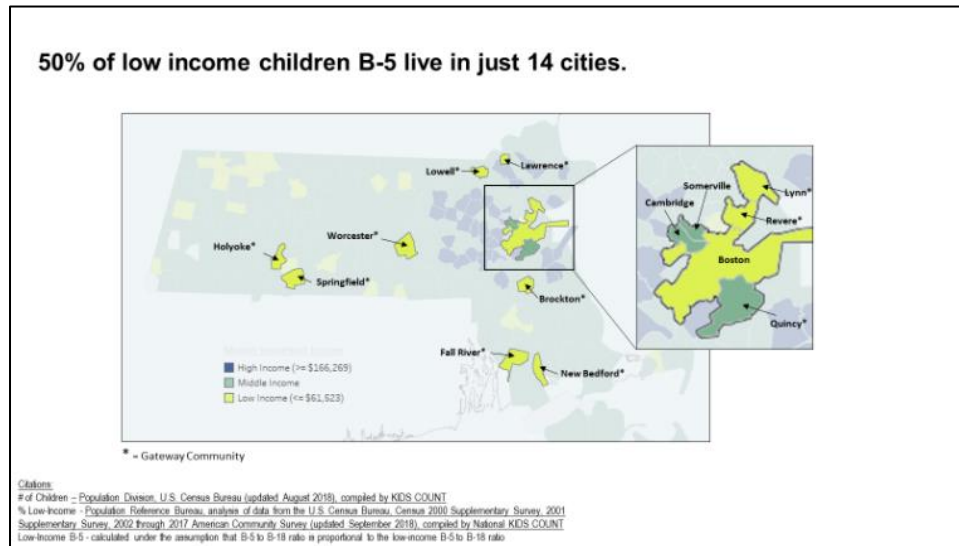 50% of low income children B-5 live in just 14 cities.
Lowell*
Lawrence*
Worcester*
Holyoke*
Springfield*
Brockton*
Fall River*
New Bedford*
Cambridge
Somerville
Lynn*
Revere*
Boston
Quincy*
High Income (>= $166,269)
Middle Income
Low Income (<= $61,523)
* = Gateway Community
Citations:
# of Children – Population Division, U.S. Census Bureau (updated August 2018), compiled by KIDS COUNT
% Low-Income - Population Reference Bureau, analysis of data from the U.S. Census Bureau, Census 2000 Supplementary Survey, 2001
Supplementary Survey, 2002 through 2017 American Community Survey (updated September 2018), compiled by National KIDS COUNT
Low-Income B-5 - calculated under the assumption that B-5 to B-18 ratio is proportional to the low-income B-5 to B-18 ratio